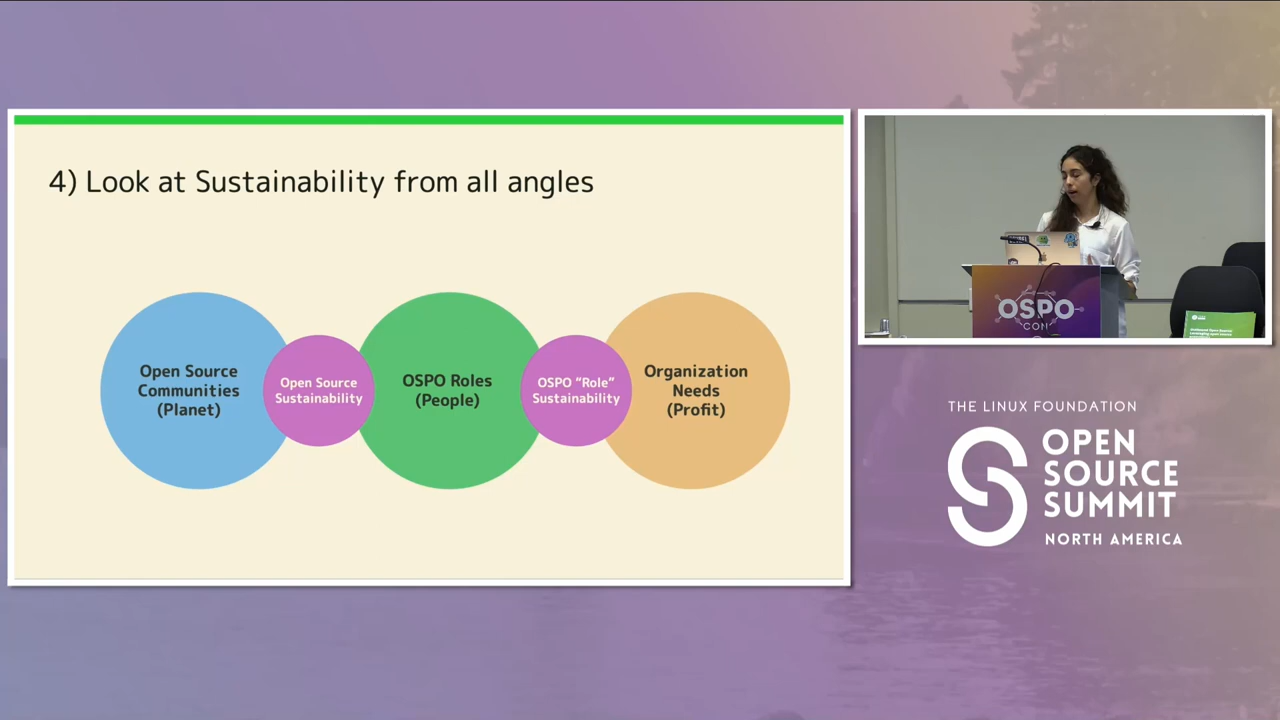 4) Look at Sustainability from all angles
Open Source
Communities
(Planet)
Open Source
Sustainability
OSPO Roles
(People)
OSPO “Role”
Sustainability
Organization
Needs
(Profit)
OSPO
CON
THE LINUX FOUNDATION
OPEN
SOURCE
SUMMIT
NORTH AMERICA